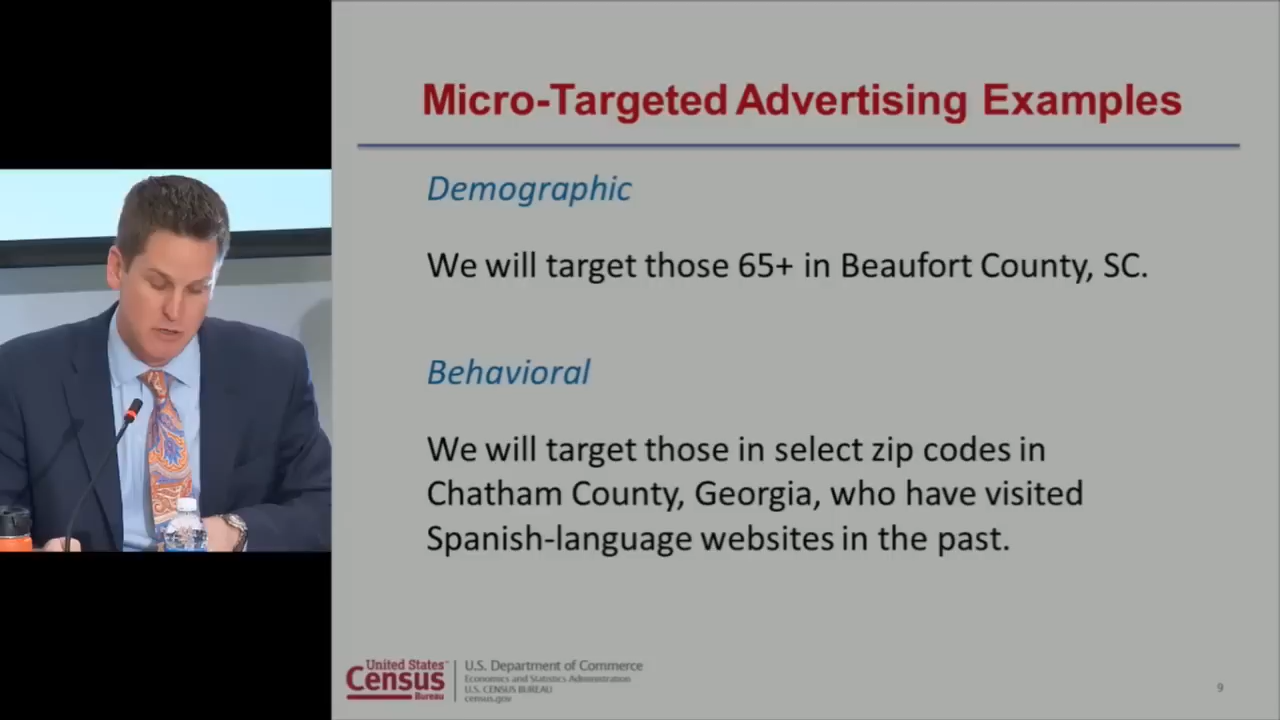 Micro-Targeted Advertising Examples
Demographic
We will target those 65+ in Beaufort County, SC.
Behavioral
We will target those in select zip codes in
Chatham County, Georgia, who have visited
Spanish-language websites in the past.
United States™
Census
Bureau
U.S. Department of Commerce
Economics and Statistics Administration
U.S. CENSUS BUREAU
census.gov
9